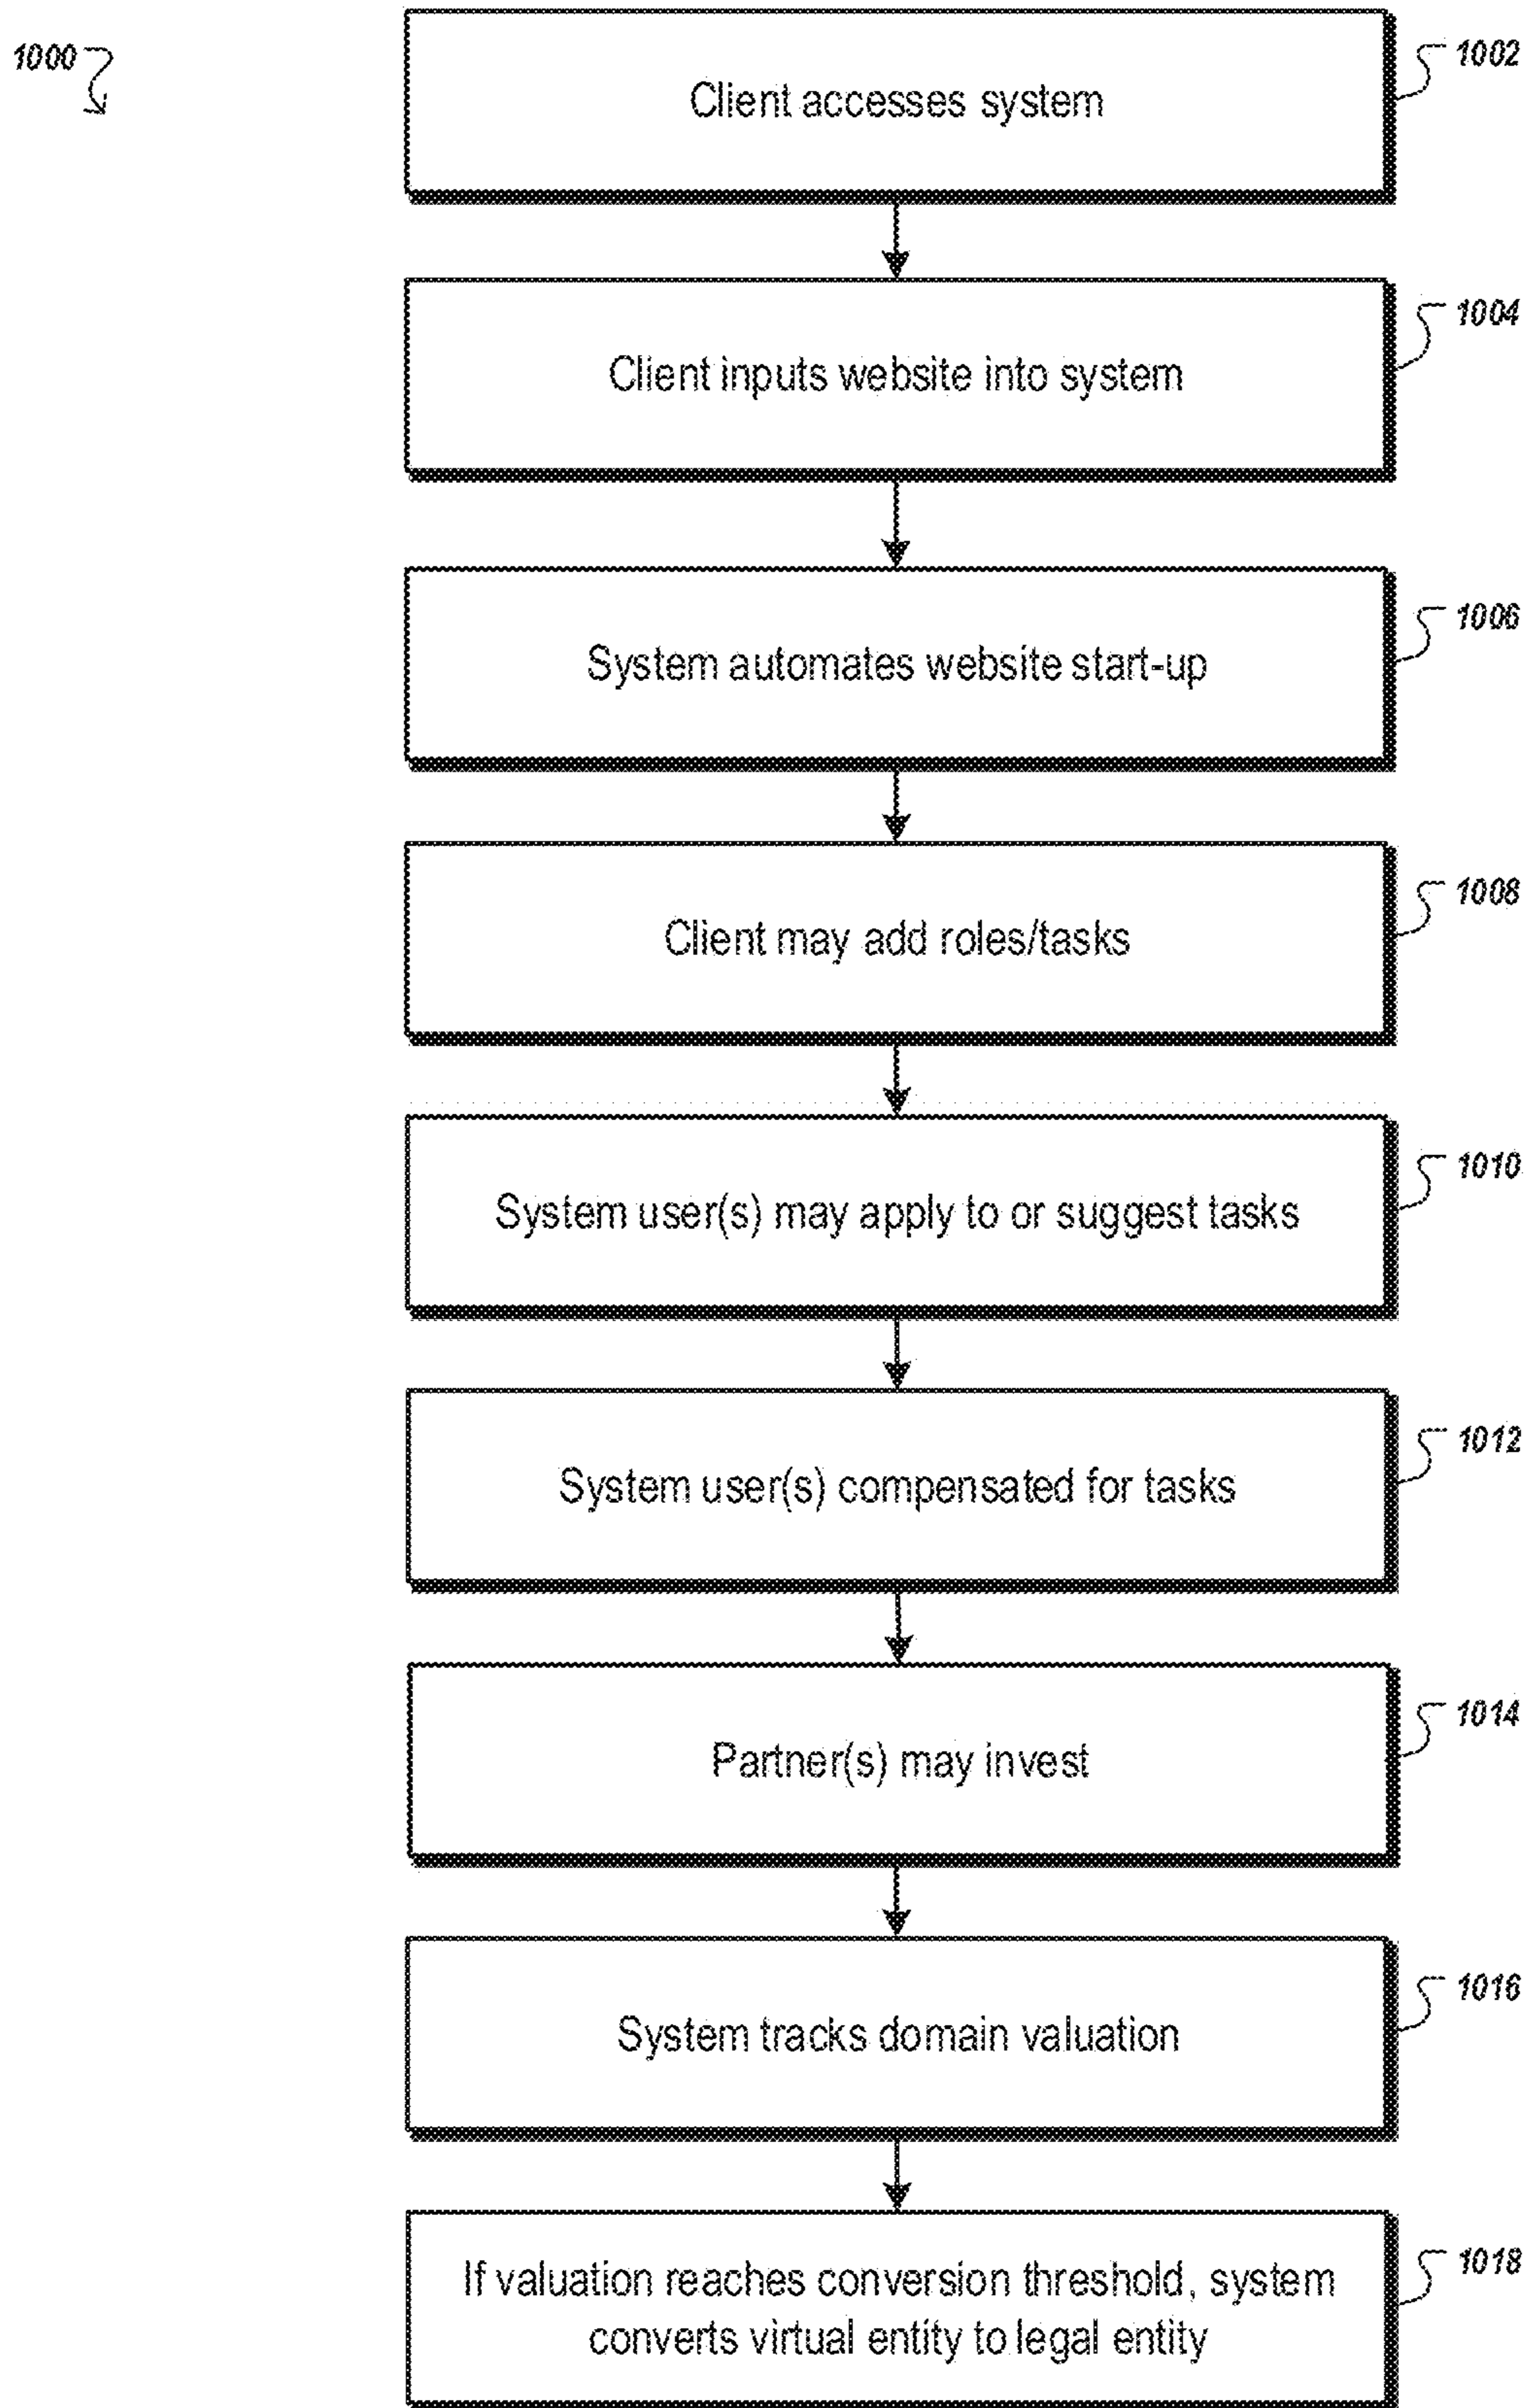 1000
Client accesses system
1002
Client inputs website into system
1004
System automates website start-up
1006
Client may add roles/tasks
1008
System user(s) may apply to or suggest tasks
1010
System user(s) compensated for tasks
1012
Partner(s) may invest
1014
System tracks domain valuation
1016
If valuation reaches conversion threshold, system
converts virtual entity to legal entity
1018